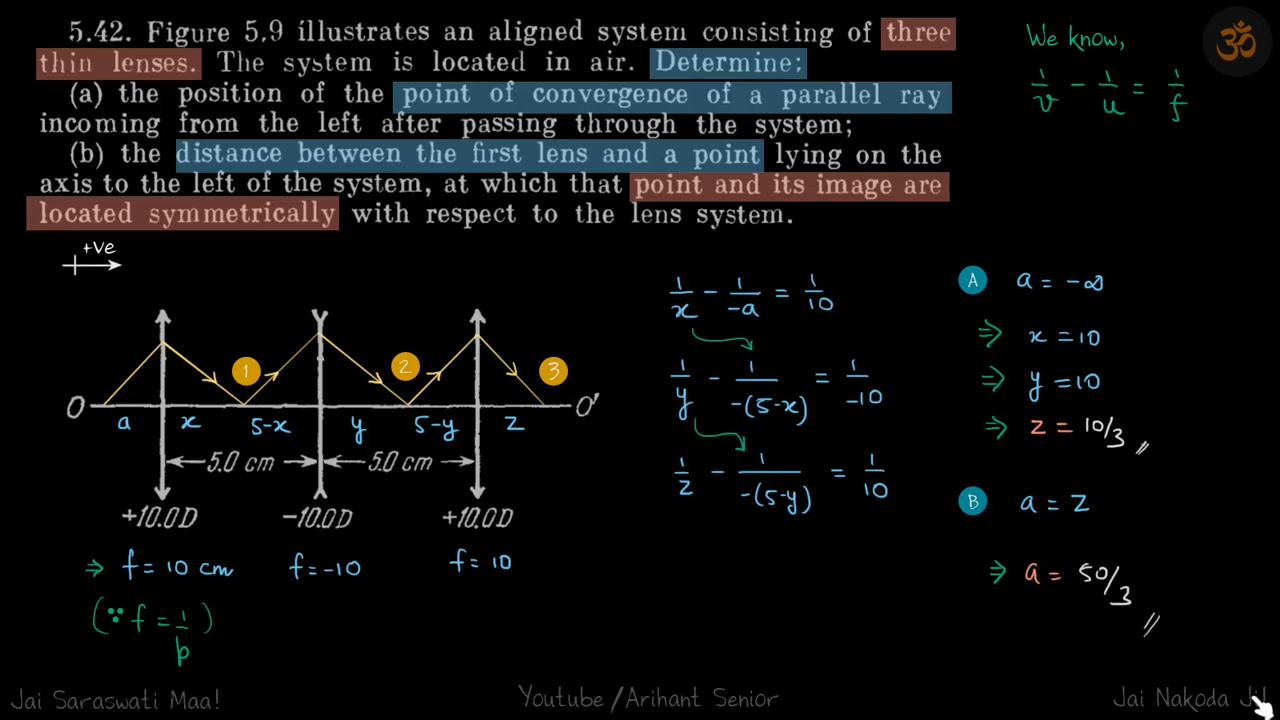 5.42. Figure 5.9 illustrates an aligned system consisting of three
thin lenses. The system is located in air. Determine:
(a) the position of the point of convergence of a parallel ray
incoming from the left after passing through the system;
(b) the distance between the first lens and a point lying on the
axis to the left of the system, at which that point and its image are
located symmetrically with respect to the lens system.
We know,
1/v - 1/u = 1/f
ॐ
+ve
1
2
3
O
O'
a x 5-x y 5-y z
5.0 cm 5.0 cm
+10.0D -10.0D +10.0D
⇒ f = 10 cm f = -10 f = 10
(∵ f = 1/p)
1/x - 1/-a = 1/10
1/y - 1/-(5-x) = 1/-10
1/z - 1/-(5-y) = 1/10
A a = -∞
⇒ x = 10
⇒ y = 10
⇒ z = 10/3 //
B a = z
⇒ a = 50/3 //
Jai Saraswati Maa! Youtube/Arihant Senior Jai Nakoda Ji!